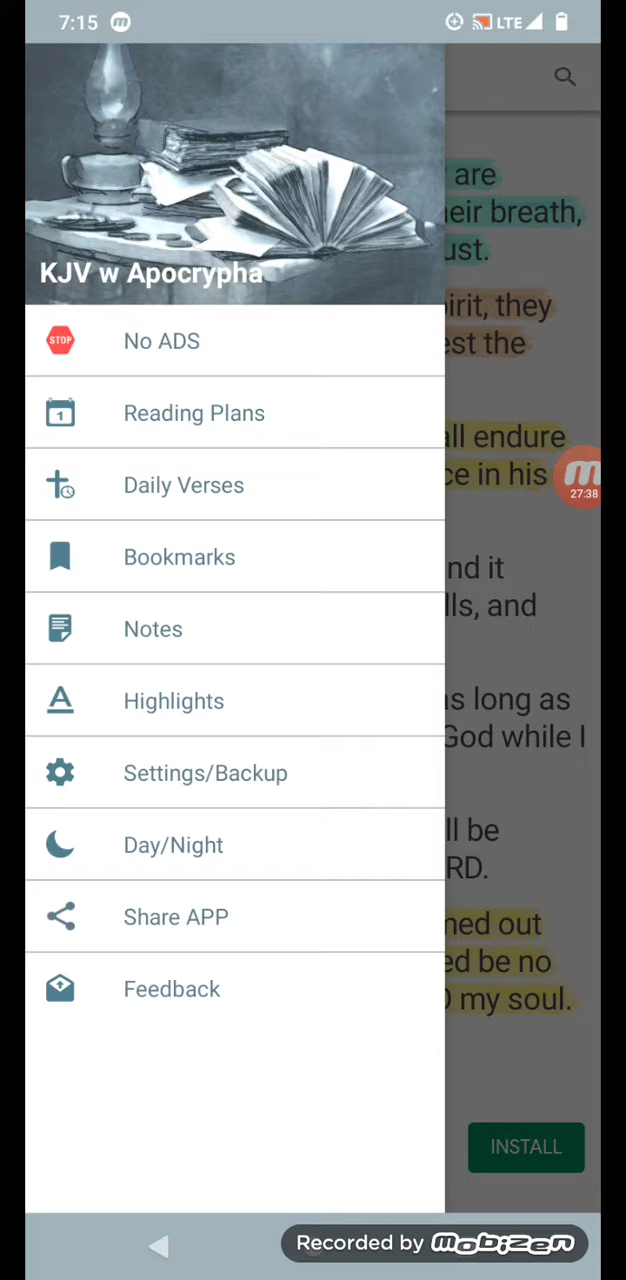 7:15
LTE
KJV w Apocrypha
STOP
No ADS
1
Reading Plans
Daily Verses
Bookmarks
Notes
Highlights
Settings/Backup
Day/Night
Share APP
Feedback
are
eir breath,
ust.
irit, they
est the
ll endure
ce in his
27:38
nd it
lls, and
s long as
God while I
ll be
RD.
ned out
ed be no
my soul.
INSTALL
Recorded by mobizen